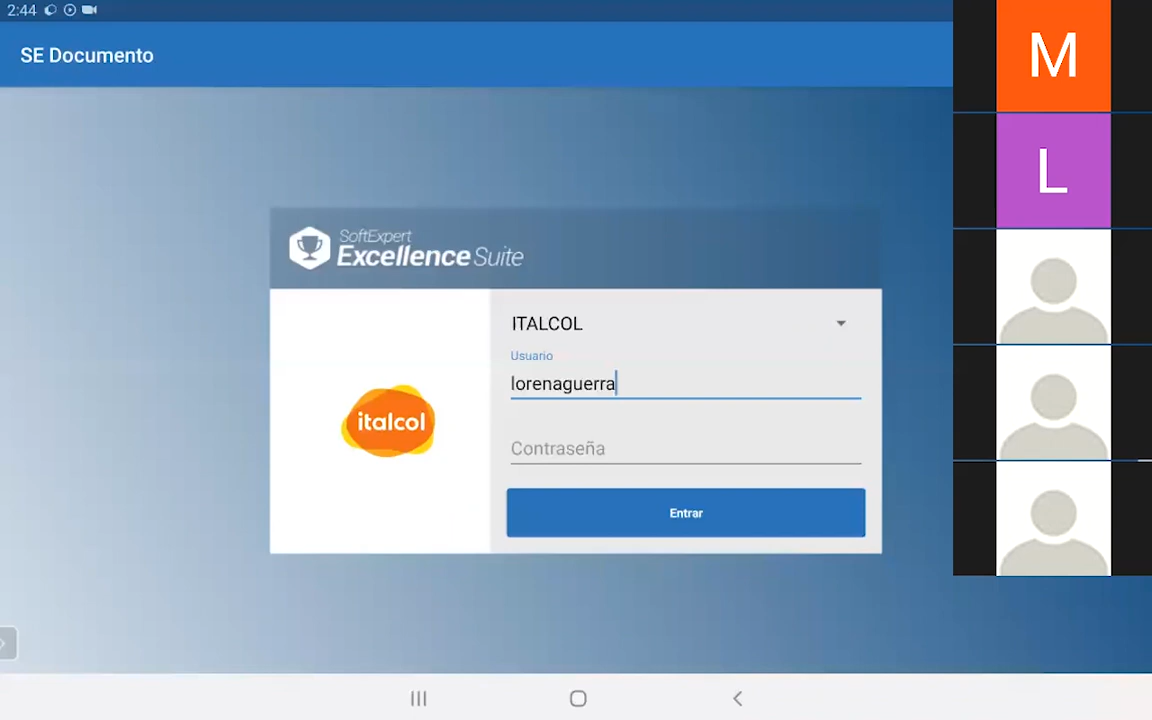 2:44
SE Documento
M
L
SoftExpert
Excellence Suite
ITALCOL
Usuario
lorenaguerra
italcol
Contraseña
Entrar